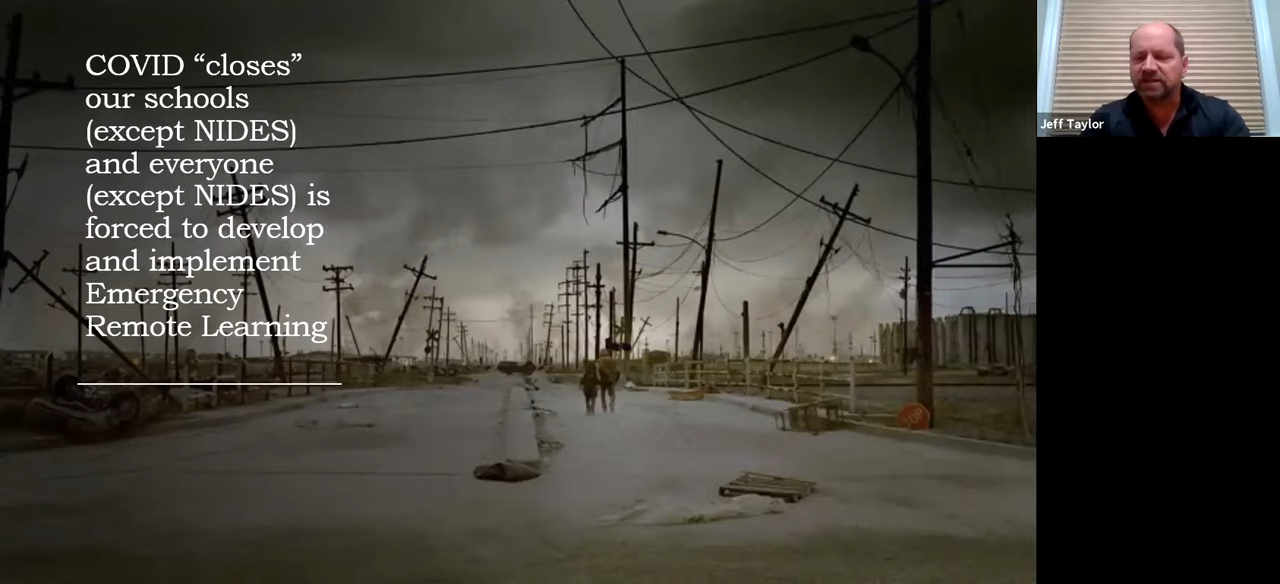 COVID “closes”
our schools
(except NIDES)
and everyone
(except NIDES) is
forced to develop
and implement
Emergency
Remote Learning
Jeff Taylor
STOP